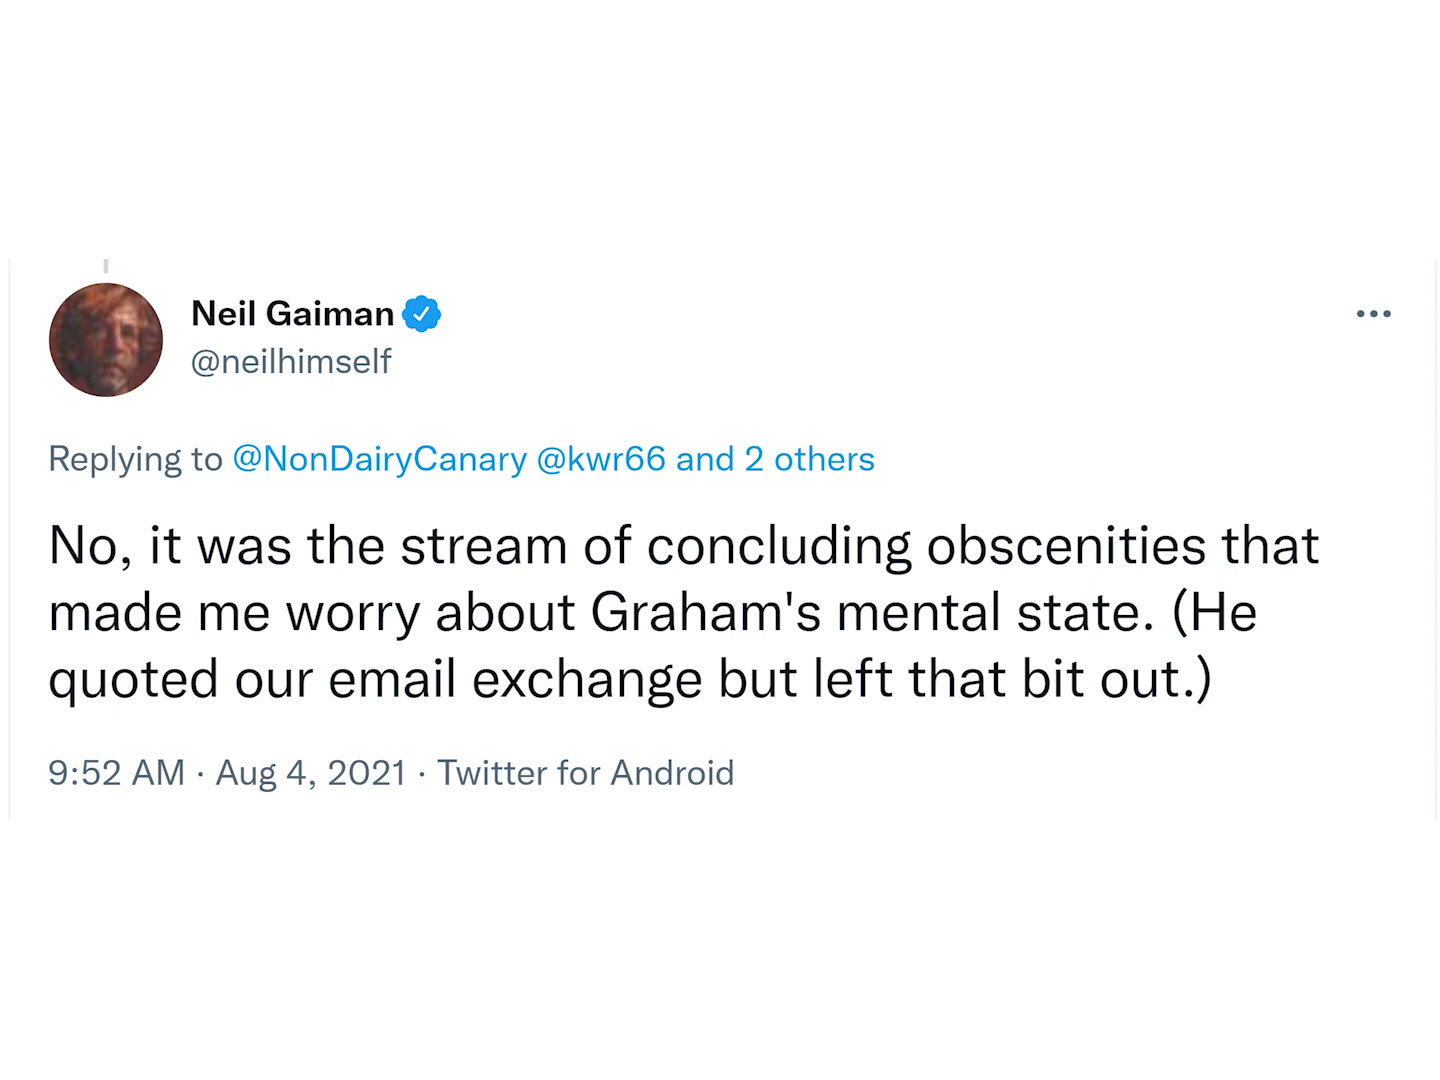 Neil Gaiman
@neilhimself
Replying to @NonDairyCanary @kwr66 and 2 others
No, it was the stream of concluding obscenities that
made me worry about Graham's mental state. (He
quoted our email exchange but left that bit out.)
9:52 AM · Aug 4, 2021 · Twitter for Android